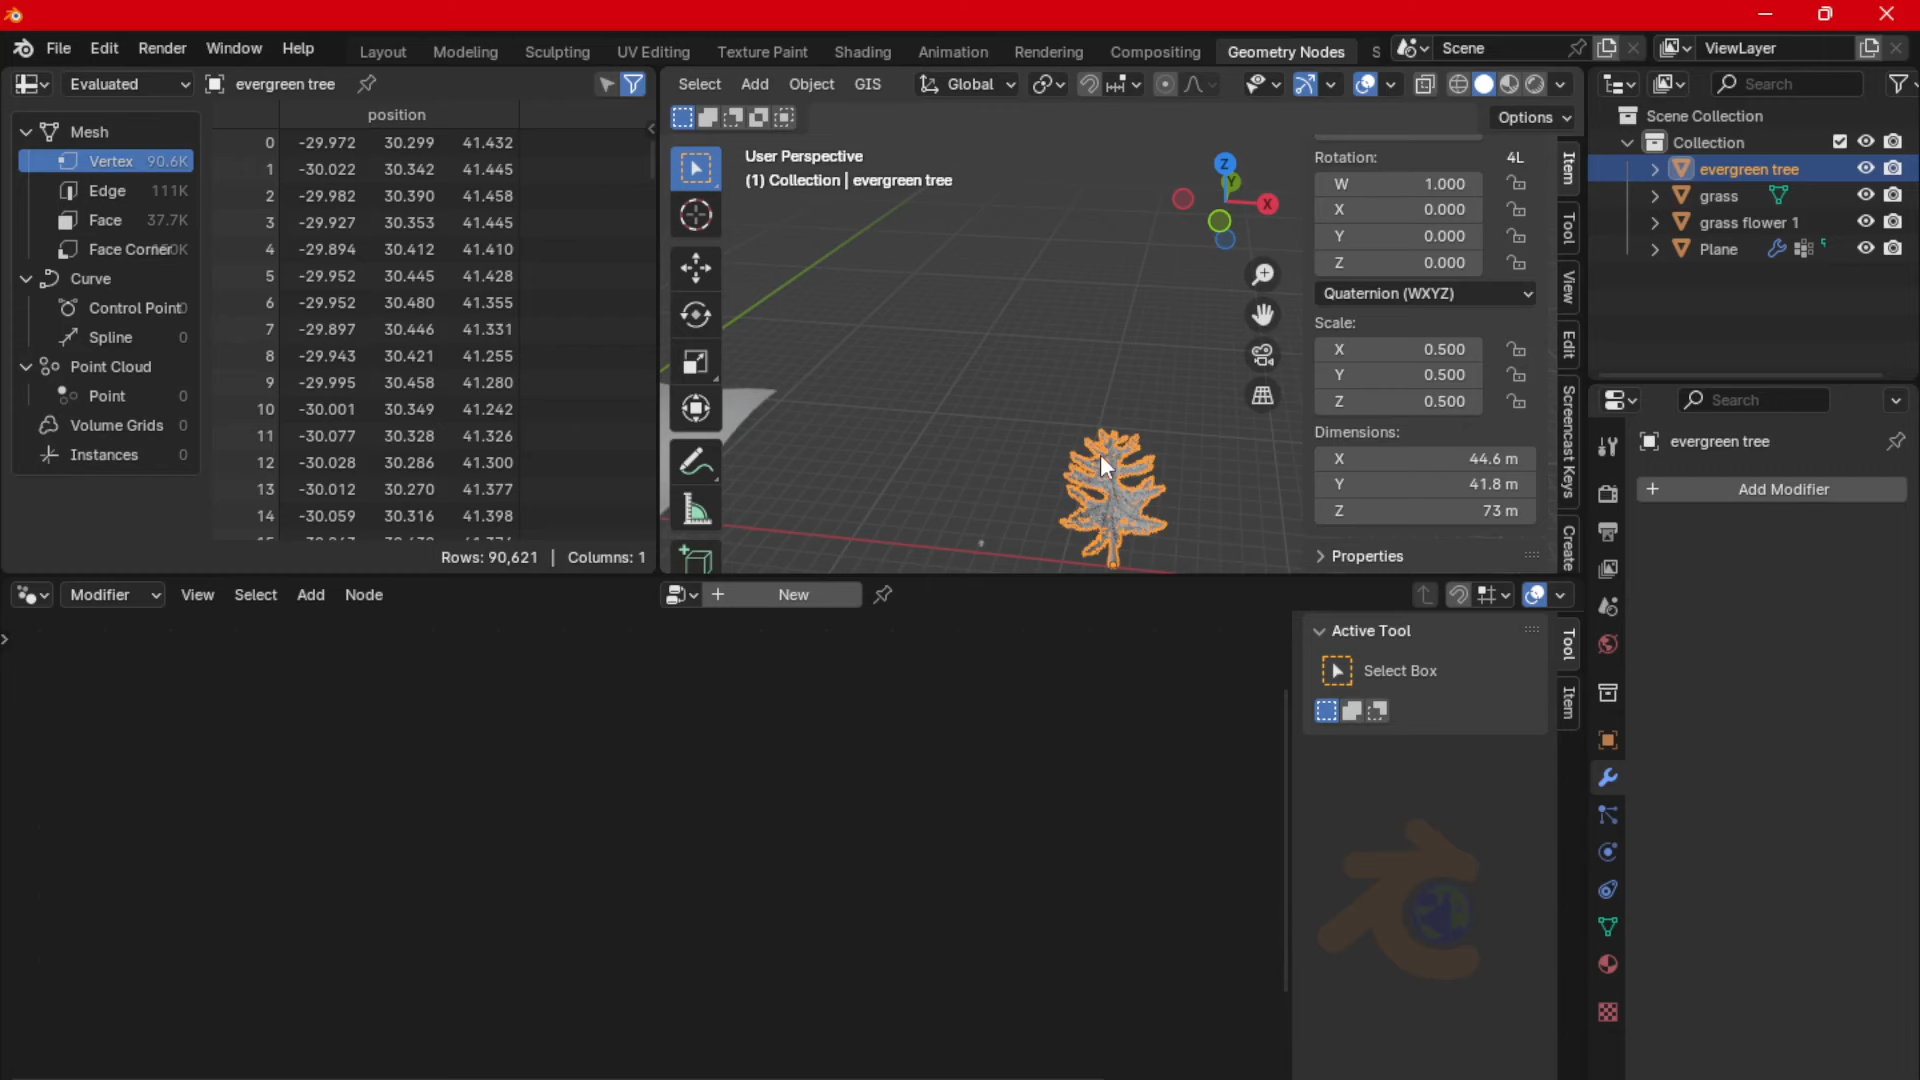 File Edit Render Window Help Layout Modeling Sculpting UV Editing Texture Paint Shading Animation Rendering Compositing Geometry Nodes S Scene ViewLayer
Evaluated evergreen tree
Select Add Object GIS Global
Search
position
Options
Mesh
Vertex 90.6K
Edge 111K
Face 37.7K
Face Corner
Curve
Control Point 0
Spline 0
Point Cloud
Point 0
Volume Grids 0
Instances 0
0 -29.972 30.299 41.432
1 -30.022 30.342 41.445
2 -29.982 30.390 41.458
3 -29.927 30.353 41.445
4 -29.894 30.412 41.410
5 -29.952 30.445 41.428
6 -29.952 30.480 41.355
7 -29.897 30.446 41.331
8 -29.943 30.421 41.255
9 -29.995 30.458 41.280
10 -30.001 30.349 41.242
11 -30.077 30.328 41.326
12 -30.028 30.286 41.300
13 -30.012 30.270 41.377
14 -30.059 30.316 41.398
Rows: 90,621 | Columns: 1
User Perspective
(1) Collection | evergreen tree
Z
Y
X
Rotation: 4L
W 1.000
X 0.000
Y 0.000
Z 0.000
Quaternion (WXYZ)
Scale:
X 0.500
Y 0.500
Z 0.500
Dimensions:
X 44.6 m
Y 41.8 m
Z 73 m
Properties
Item
Tool
View
Edit
Screencast Keys
Create
Scene Collection
Collection
evergreen tree
grass
grass flower 1
Plane
Search
evergreen tree
Add Modifier
Modifier View Select Add Node
New
Active Tool
Select Box
Tool
Item